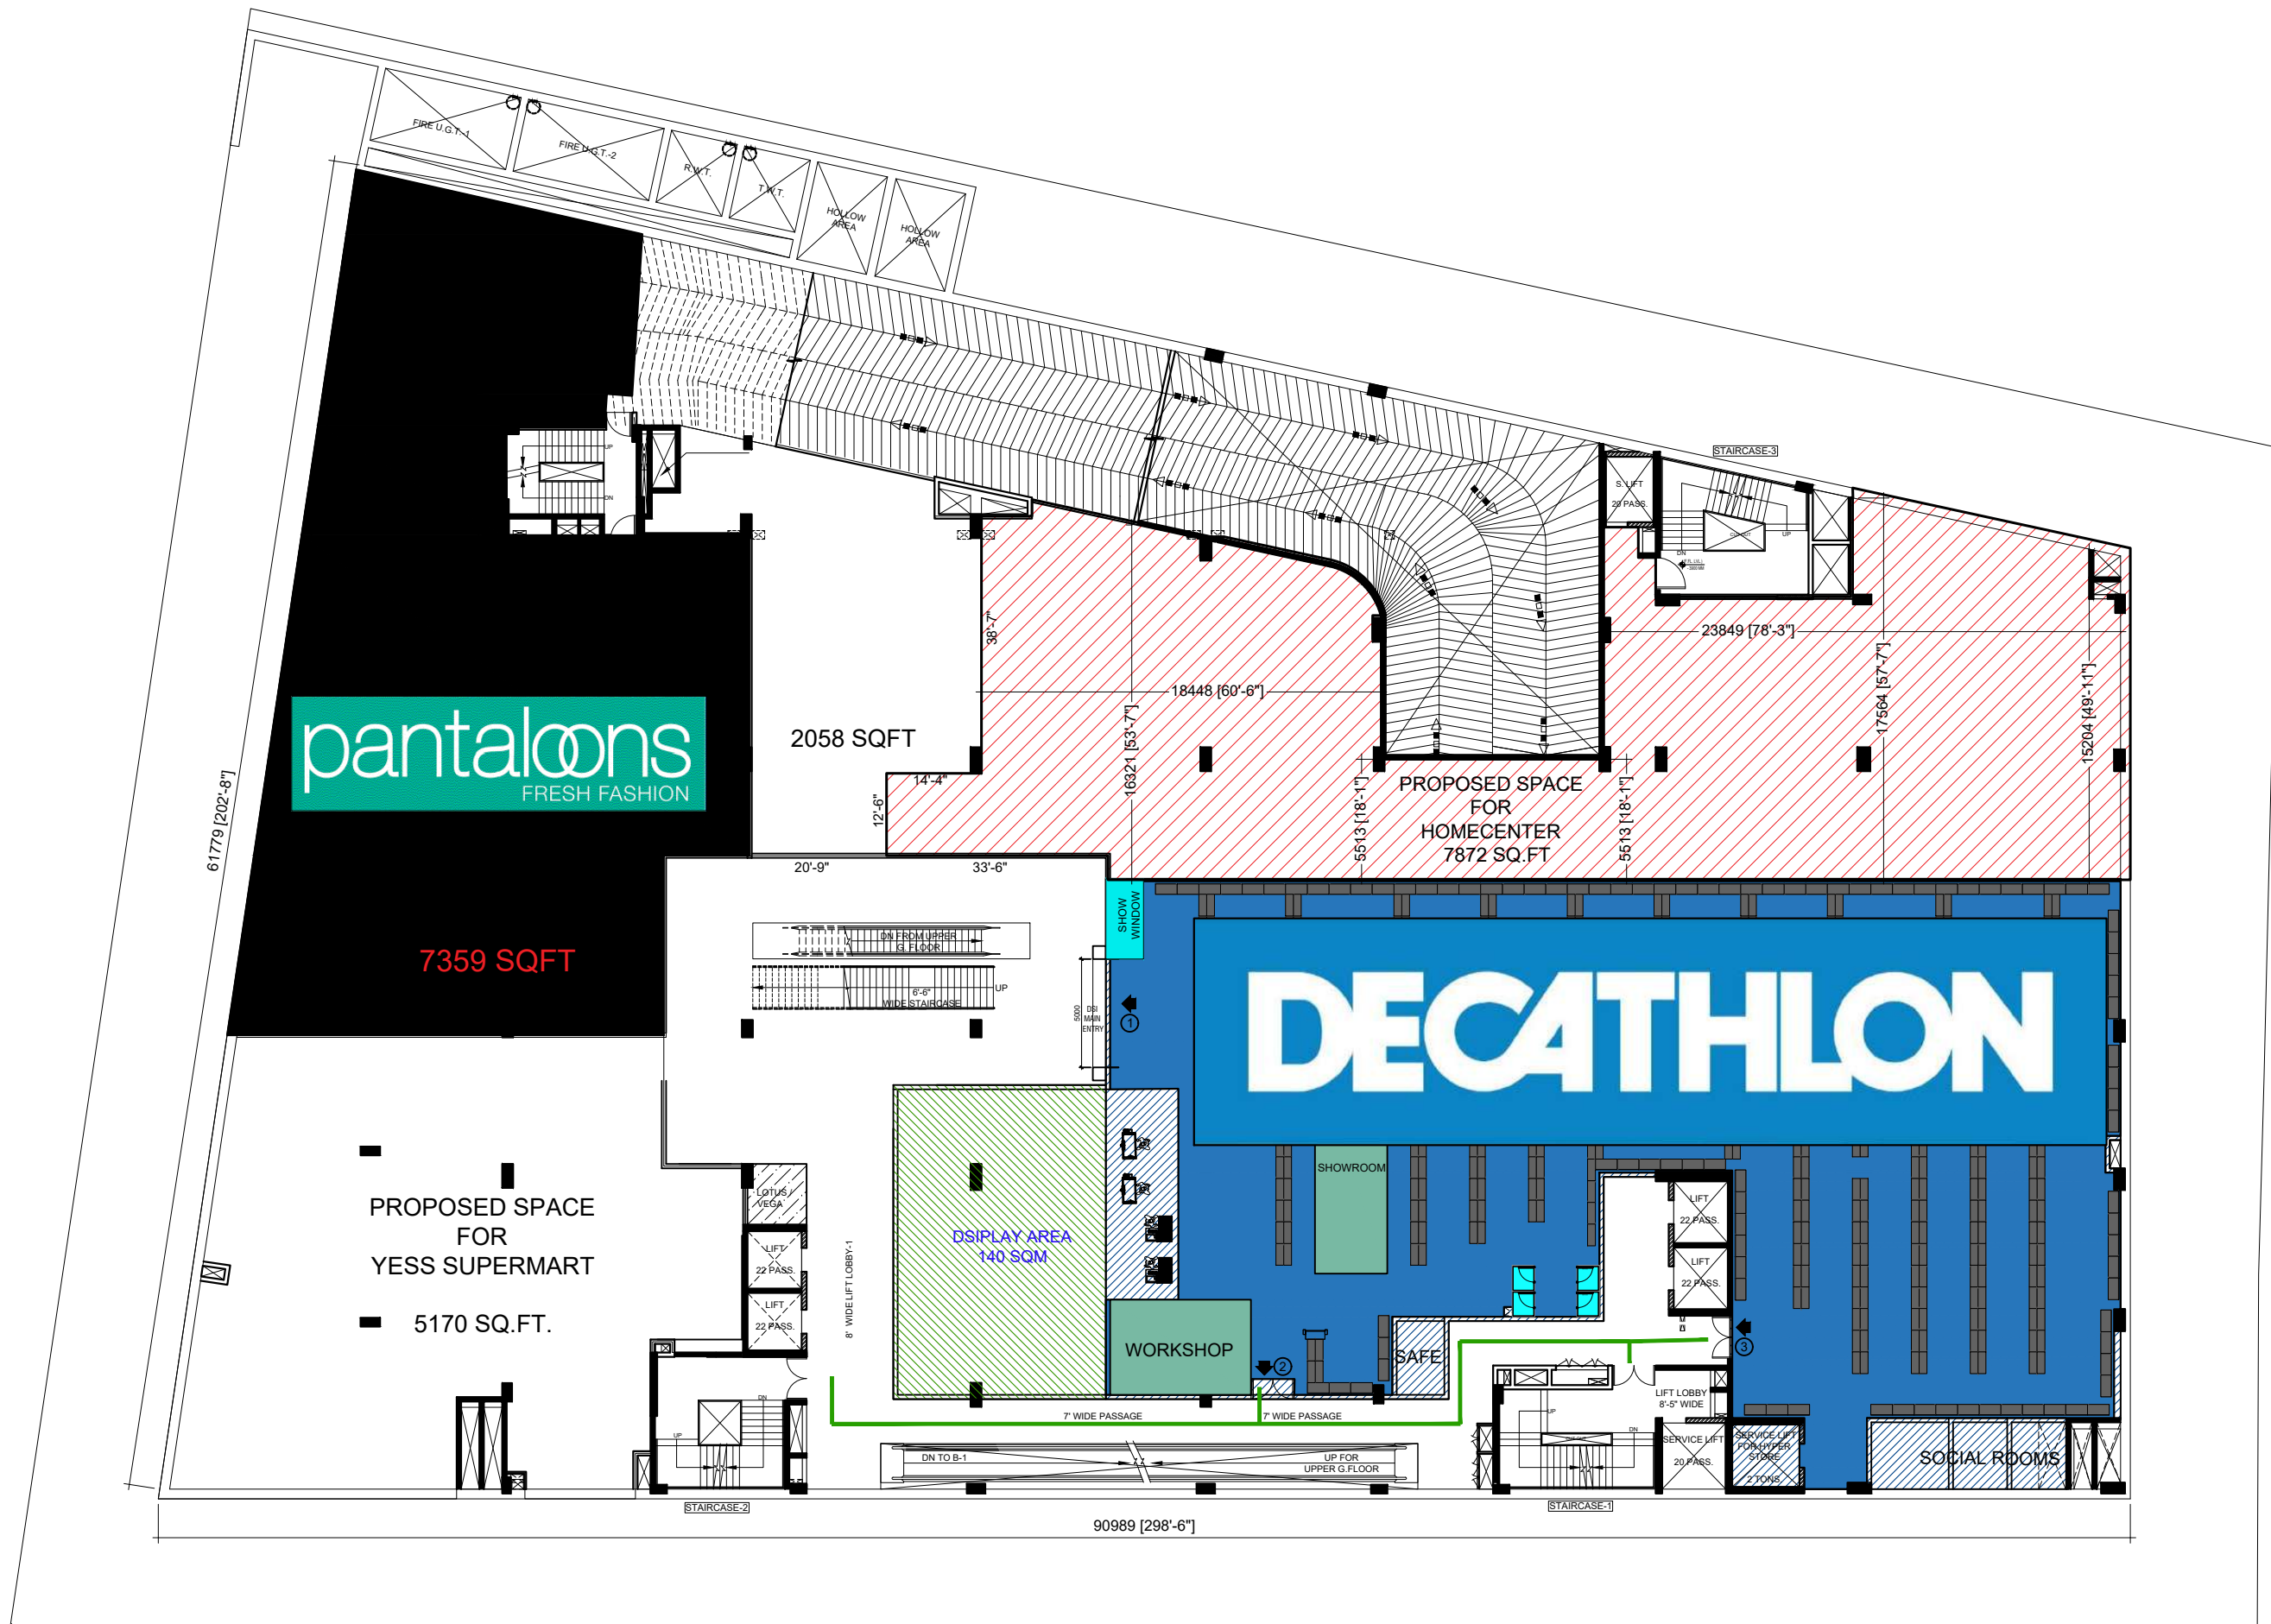 FIRE U.G.T.-1
FIRE U.G.T.-2
R.W.T.
T.W.T.
HOLLOW
AREA
HOLLOW
AREA
STAIRCASE-3
S. LIFT
20 PASS.
UP
DN
UP
DN
CUT OUT
38'-7"
23849 [78'-3"]
18448 [60'-6"]
17564 [57'-7"]
15204 [49'-11"]
16321 [53'-7"]
pantaloons
FRESH FASHION
2058 SQFT
14'-4"
12'-6"
61779 [202'-8"]
5513 [18'-1"]
PROPOSED SPACE
FOR
HOMECENTER
7872 SQ.FT
5513 [18'-1"]
20'-9"
33'-6"
7359 SQFT
SHOW
WINDOW
DN FROM UPPER
G. FLOOR
6'-6"
WIDE STAIRCASE
UP
5000
DSI
MAIN
ENTRY
1
DECATHLON
SHOWROOM
LOTUS /
VEGA
PROPOSED SPACE
FOR
YESS SUPERMART
5170 SQ.FT.
LIFT
22 PASS.
LIFT
22 PASS.
8' WIDE LIFT LOBBY-1
DSIPLAY AREA
140 SQM
LIFT
22 PASS.
LIFT
22 PASS.
WORKSHOP
2
SAFE
3
7' WIDE PASSAGE
7' WIDE PASSAGE
LIFT LOBBY
8'-5" WIDE
DN
UP
UP
DN
DN TO B-1
UP FOR
UPPER G.FLOOR
SERVICE LIFT
20 PASS.
SERVICE LIFT
FOR HYPER
STORE
2 TONS
SOCIAL ROOMS
STAIRCASE-2
STAIRCASE-1
90989 [298'-6"]